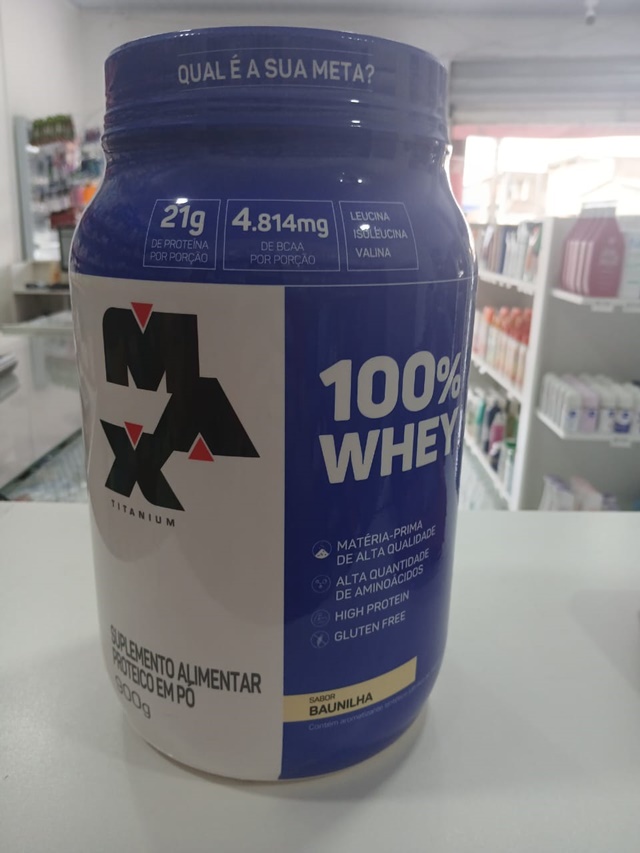 QUAL É A SUA META?
21g
DE PROTEÍNA
POR PORÇÃO
4.814mg
DE BCAA
POR PORÇÃO
LEUCINA
ISOLEUCINA
VALINA
MAX
TITANIUM
100%
WHEY
MATÉRIA-PRIMA
DE ALTA QUALIDADE
ALTA QUANTIDADE
DE AMINOÁCIDOS
HIGH PROTEIN
GLUTEN FREE
SUPLEMENTO ALIMENTAR
PROTEICO EM PÓ
900g
SABOR
BAUNILHA
Contém aromatizante